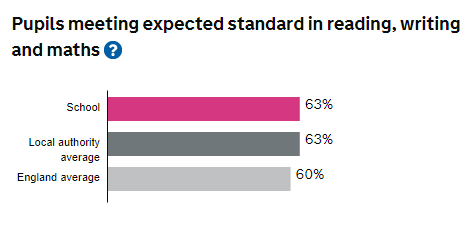 Pupils meeting expected standard in reading, writing
and maths ?
School 63%
Local authority
average 63%
England average 60%